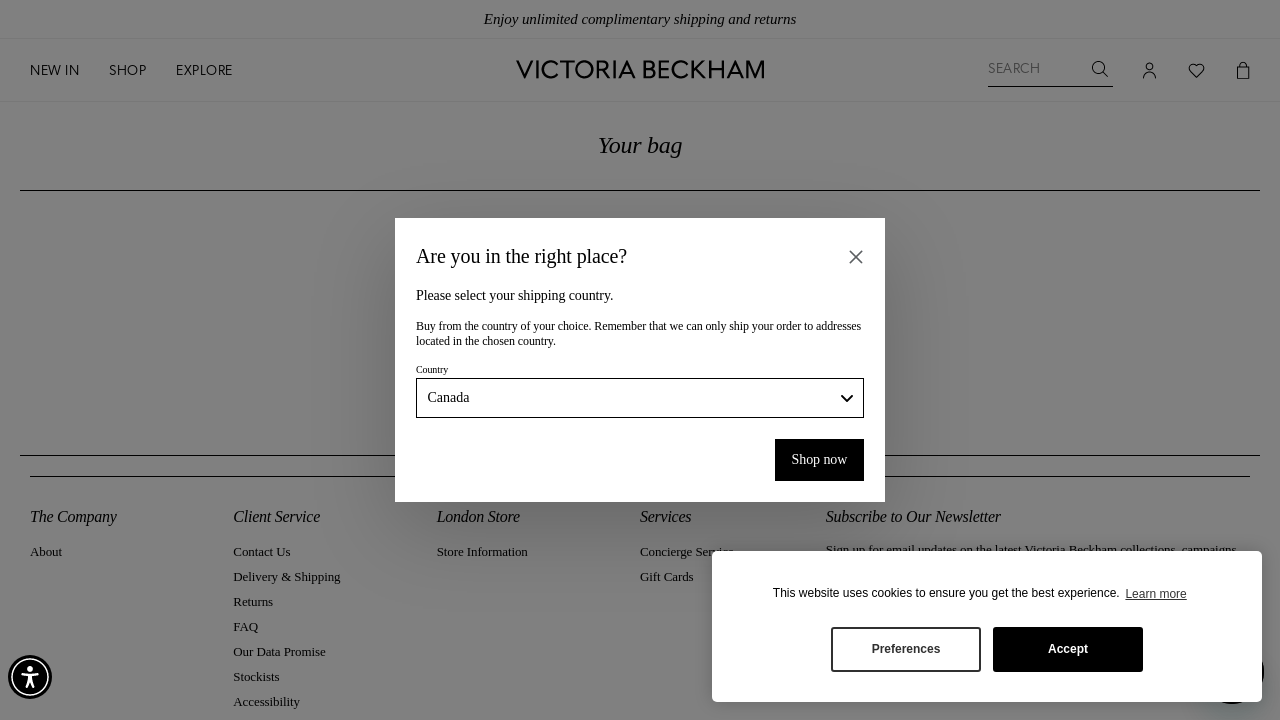 Enjoy unlimited complimentary shipping and returns
NEW IN
SHOP
EXPLORE
VICTORIA BECKHAM
SEARCH
Your bag
Are you in the right place?
Please select your shipping country.
Buy from the country of your choice. Remember that we can only ship your order to addresses
located in the chosen country.
Country
Canada
Shop now
The Company
About
Client Service
Contact Us
Delivery & Shipping
Returns
FAQ
Our Data Promise
Stockists
Accessibility
London Store
Store Information
Services
Concierge Service
Gift Cards
Subscribe to Our Newsletter
Sign up for email updates on the latest Victoria Beckham collections, campaigns
This website uses cookies to ensure you get the best experience. Learn more
Preferences
Accept